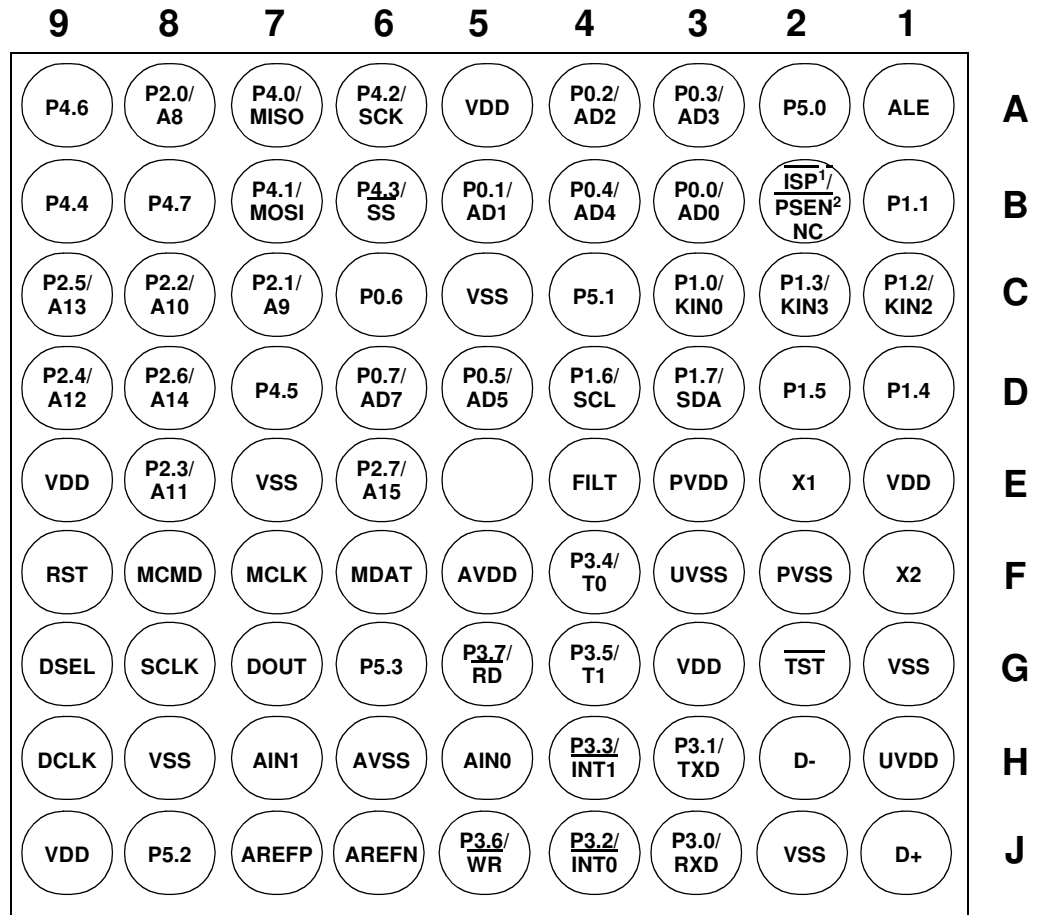 9 8 7 6 5 4 3 2 1
P4.6 P2.0/ P4.0/ P4.2/ VDD P0.2/ P0.3/ P5.0 ALE A
A8 MISO SCK AD2 AD3
P4.4 P4.7 P4.1/ P4.3/ P0.1/ P0.4/ P0.0/ ISP1/ P1.1 B
MOSI SS AD1 AD4 AD0 PSEN2
NC
P2.5/ P2.2/ P2.1/ P0.6 VSS P5.1 P1.0/ P1.3/ P1.2/ C
A13 A10 A9 KIN0 KIN3 KIN2
P2.4/ P2.6/ P4.5 P0.7/ P0.5/ P1.6/ P1.7/ P1.5 P1.4 D
A12 A14 AD7 AD5 SCL SDA
VDD P2.3/ VSS P2.7/ FILT PVDD X1 VDD E
A11 A15
RST MCMD MCLK MDAT AVDD P3.4/ UVSS PVSS X2 F
T0
DSEL SCLK DOUT P5.3 P3.7/ P3.5/ VDD TST VSS G
RD T1
DCLK VSS AIN1 AVSS AIN0 P3.3/ P3.1/ D- UVDD H
INT1 TXD
VDD P5.2 AREFP AREFN P3.6/ P3.2/ P3.0/ VSS D+ J
WR INT0 RXD